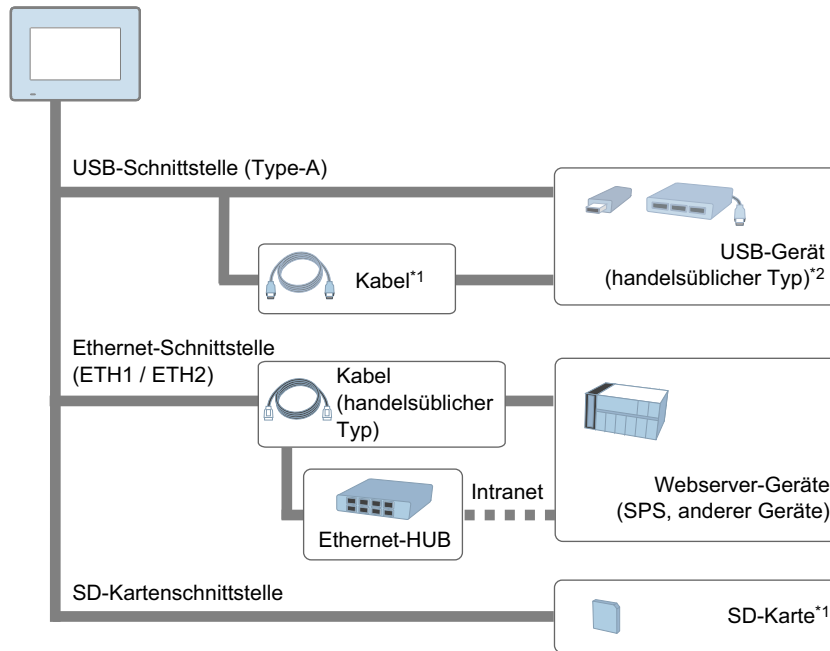 USB-Schnittstelle (Type-A)
USB-Gerät
(handelsüblicher Typ)*2
Kabel*1
Ethernet-Schnittstelle
(ETH1 / ETH2)
Kabel
(handelsüblicher
Typ)
Webserver-Geräte
(SPS, anderer Geräte)
Intranet
Ethernet-HUB
SD-Kartenschnittstelle
SD-Karte*1